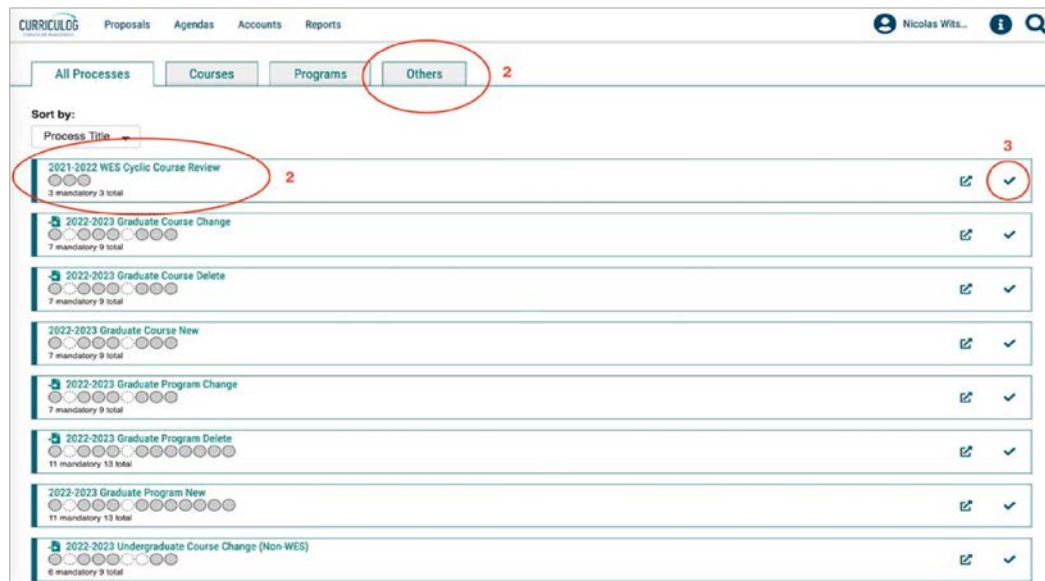 CURRICULOG Proposals Agendas Accounts Reports Nicolas Wits...
All Processes Courses Programs Others 2
Sort by:
Process Title
3
2021-2022 WES Cyclic Course Review
2
3 mandatory 3 total
2022-2023 Graduate Course Change
7 mandatory 9 total
2022-2023 Graduate Course Delete
7 mandatory 9 total
2022-2023 Graduate Course New
7 mandatory 9 total
2022-2023 Graduate Program Change
7 mandatory 9 total
2022-2023 Graduate Program Delete
11 mandatory 13 total
2022-2023 Graduate Program New
11 mandatory 13 total
2022-2023 Undergraduate Course Change (Non-WES)
6 mandatory 9 total